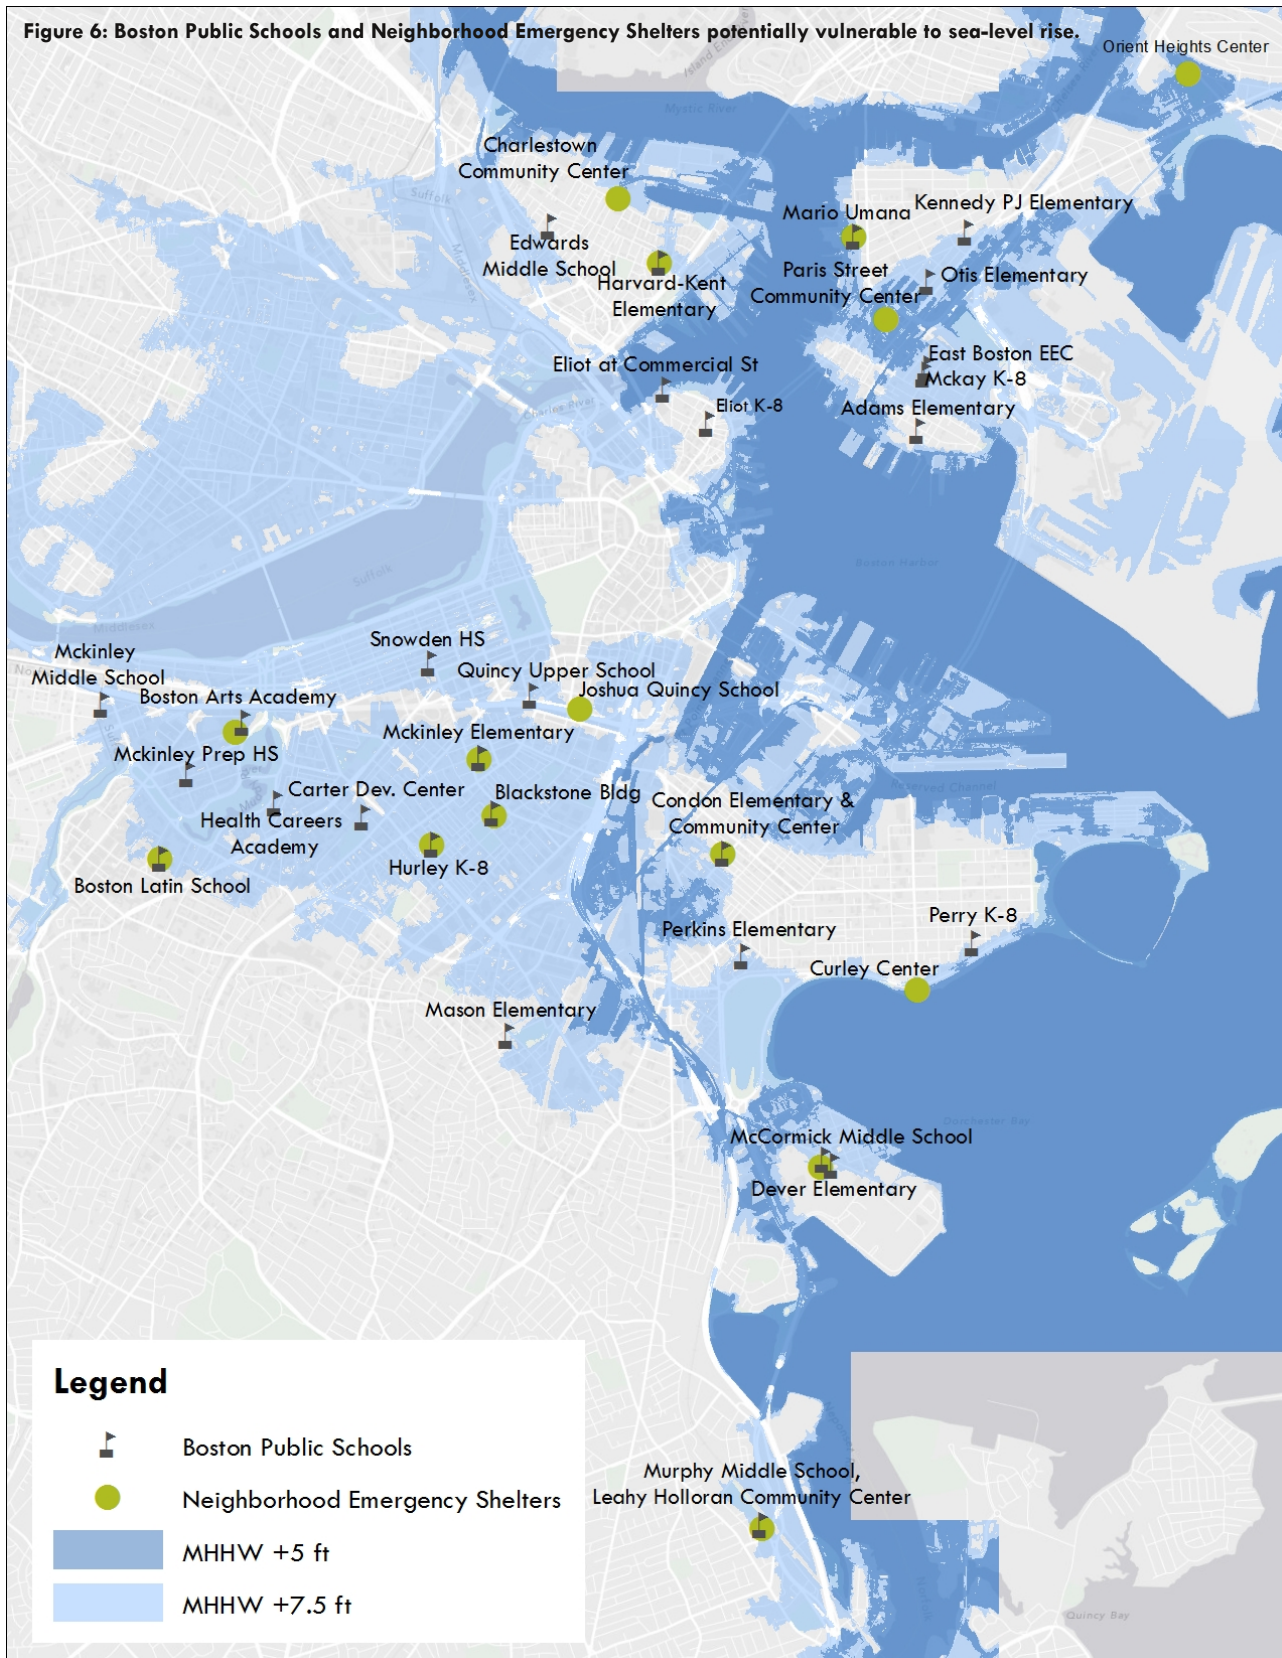 Figure 6: Boston Public Schools and Neighborhood Emergency Shelters potentially vulnerable to sea-level rise.
Orient Heights Center
Mystic River
Charlestown
Community Center
Suffolk
Middlesex
Edwards
Middle School
Harvard-Kent
Elementary
Mario Umana
Kennedy PJ Elementary
Paris Street
Community Center
Otis Elementary
East Boston EEC
Mckay K-8
Adams Elementary
Eliot at Commercial St
Eliot K-8
Charles River
Boston Harbor
Suffolk
Middlesex
Mckinley
Middle School
Snowden HS
Quincy Upper School
Joshua Quincy School
Boston Arts Academy
Mckinley Elementary
Mckinley Prep HS
Carter Dev. Center
Blackstone Bldg
Health Careers
Academy
Hurley K-8
Boston Latin School
Condon Elementary &
Community Center
Reserved Channel
Perkins Elementary
Perry K-8
Curley Center
Mason Elementary
Dorchester Bay
McCormick Middle School
Dever Elementary
Murphy Middle School,
Leahy Holloran Community Center
Quincy Bay
Legend
Boston Public Schools
Neighborhood Emergency Shelters
MHHW +5 ft
MHHW +7.5 ft